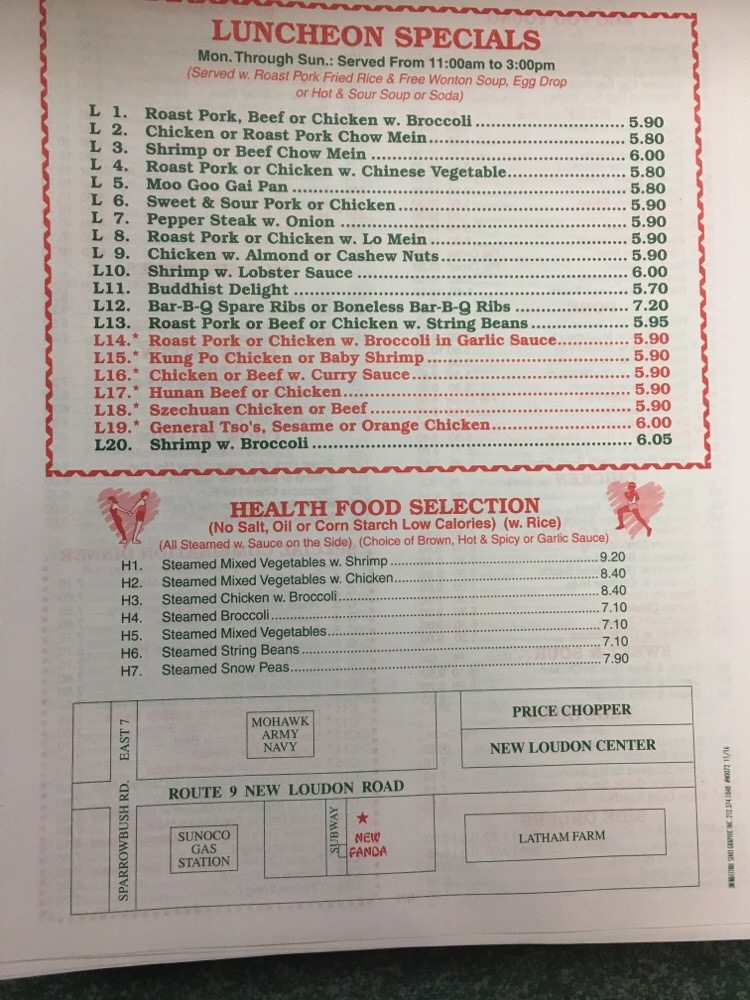 LUNCHEON SPECIALS
Mon. Through Sun.: Served From 11:00am to 3:00pm
(Served w. Roast Pork Fried Rice & Free Wonton Soup, Egg Drop
or Hot & Sour Soup or Soda)
L 1. Roast Pork, Beef or Chicken w. Broccoli 5.90
L 2. Chicken or Roast Pork Chow Mein 5.80
L 3. Shrimp or Beef Chow Mein 6.00
L 4. Roast Pork or Chicken w. Chinese Vegetable 5.80
L 5. Moo Goo Gai Pan 5.80
L 6. Sweet & Sour Pork or Chicken 5.90
L 7. Pepper Steak w. Onion 5.90
L 8. Roast Pork or Chicken w. Lo Mein 5.90
L 9. Chicken w. Almond or Cashew Nuts 5.90
L10. Shrimp w. Lobster Sauce 6.00
L11. Buddhist Delight 5.70
L12. Bar-B-Q Spare Ribs or Boneless Bar-B-Q Ribs 7.20
L13. Roast Pork or Beef or Chicken w. String Beans 5.95
L14.* Roast Pork or Chicken w. Broccoli in Garlic Sauce 5.90
L15.* Kung Po Chicken or Baby Shrimp 5.90
L16.* Chicken or Beef w. Curry Sauce 5.90
L17.* Hunan Beef or Chicken 5.90
L18.* Szechuan Chicken or Beef 5.90
L19.* General Tso's, Sesame or Orange Chicken 6.00
L20. Shrimp w. Broccoli 6.05
HEALTH FOOD SELECTION
(No Salt, Oil or Corn Starch Low Calories) (w. Rice)
(All Steamed w. Sauce on the Side) (Choice of Brown, Hot & Spicy or Garlic Sauce)
H1. Steamed Mixed Vegetables w. Shrimp 9.20
H2. Steamed Mixed Vegetables w. Chicken 8.40
H3. Steamed Chicken w. Broccoli 8.40
H4. Steamed Broccoli 7.10
H5. Steamed Mixed Vegetables 7.10
H6. Steamed String Beans 7.10
H7. Steamed Snow Peas 7.90
EAST 7
MOHAWK
ARMY
NAVY
PRICE CHOPPER
NEW LOUDON CENTER
ROUTE 9 NEW LOUDON ROAD
SPARROWBUSH RD.
SUNOCO
GAS
STATION
SUBWAY
NEW
PANDA
LATHAM FARM
SINO GRAPHIC INC. 212.274.1848 #N0072 11/16